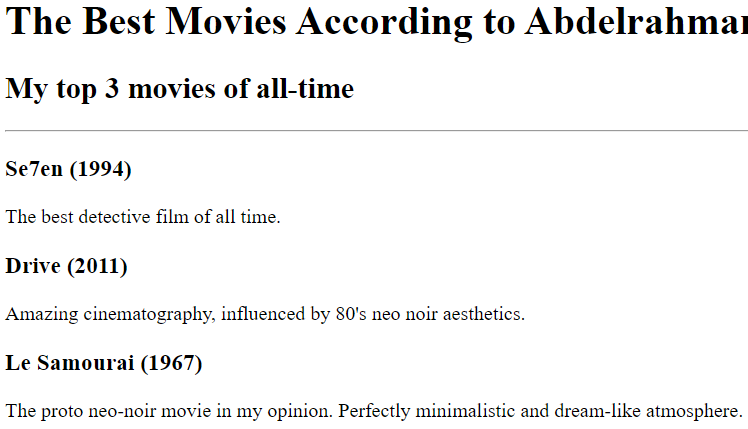 The Best Movies According to Abdelrahma
My top 3 movies of all-time
Se7en (1994)
The best detective film of all time.
Drive (2011)
Amazing cinematography, influenced by 80's neo noir aesthetics.
Le Samourai (1967)
The proto neo-noir movie in my opinion. Perfectly minimalistic and dream-like atmosphere.